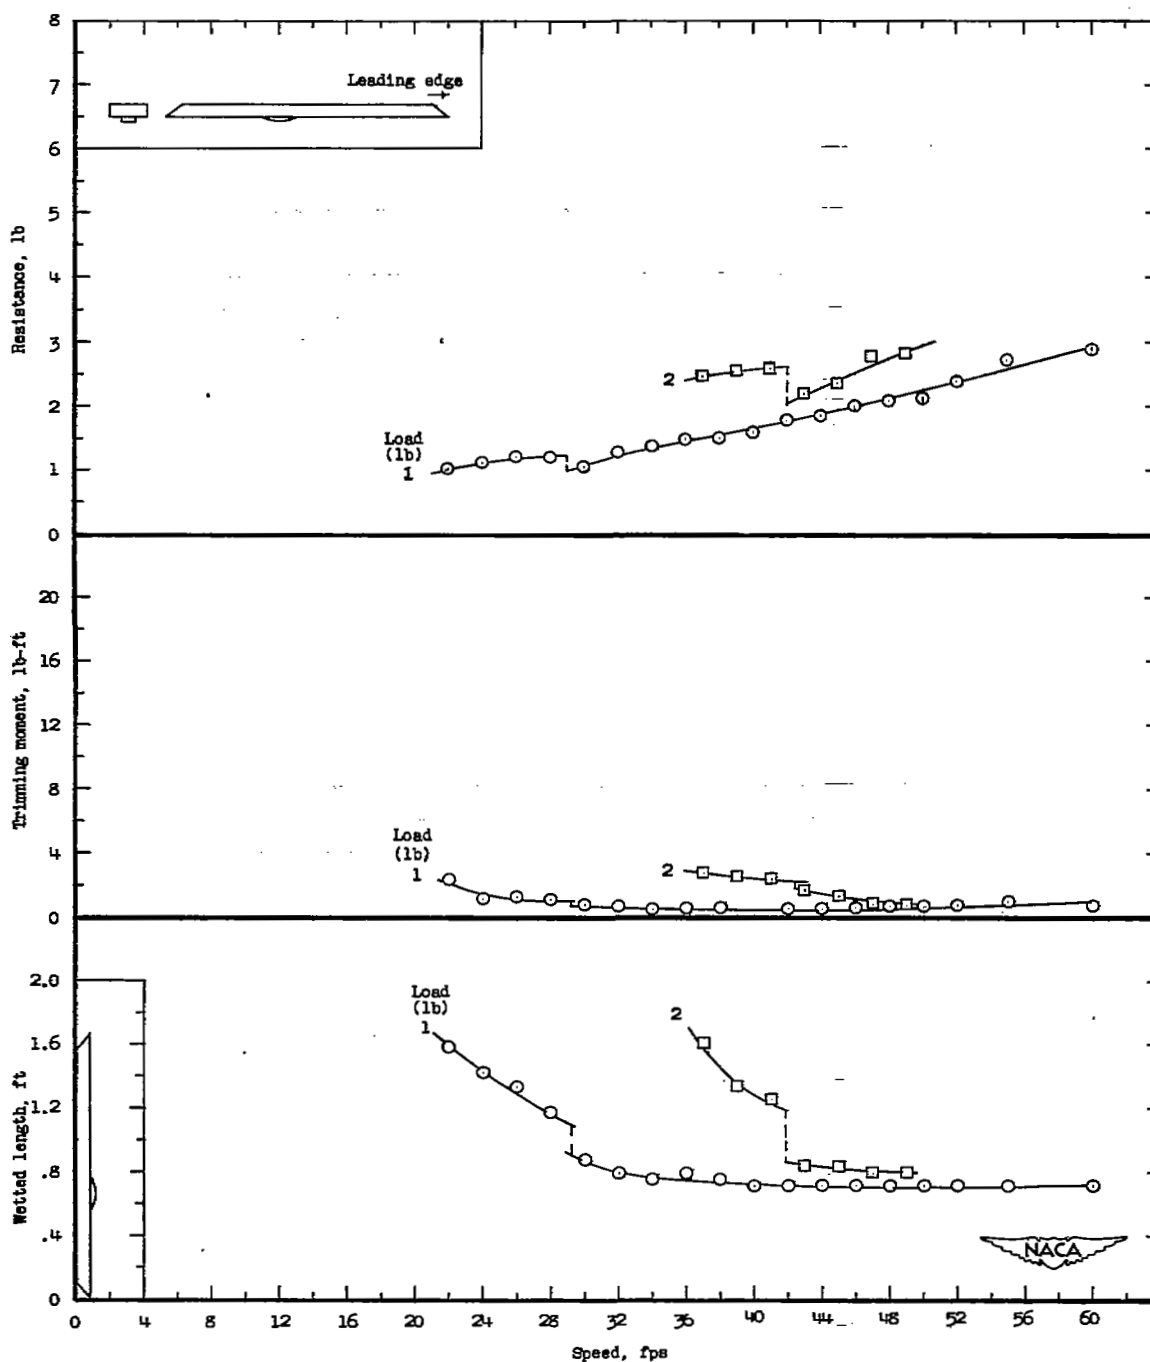 8
7
6
5
4
3
2
1
0
Resistance, lb
Leading edge
2
Load
(lb)
1
20
16
12
8
4
0
Trimming moment, lb-ft
Load
(lb)
1
2
2.0
1.6
1.2
.8
.4
0
Wetted length, ft
Load
(lb)
1
2
NACA
0 4 8 12 16 20 24 28 32 36 40 44 48 52 56 60
Speed, fps